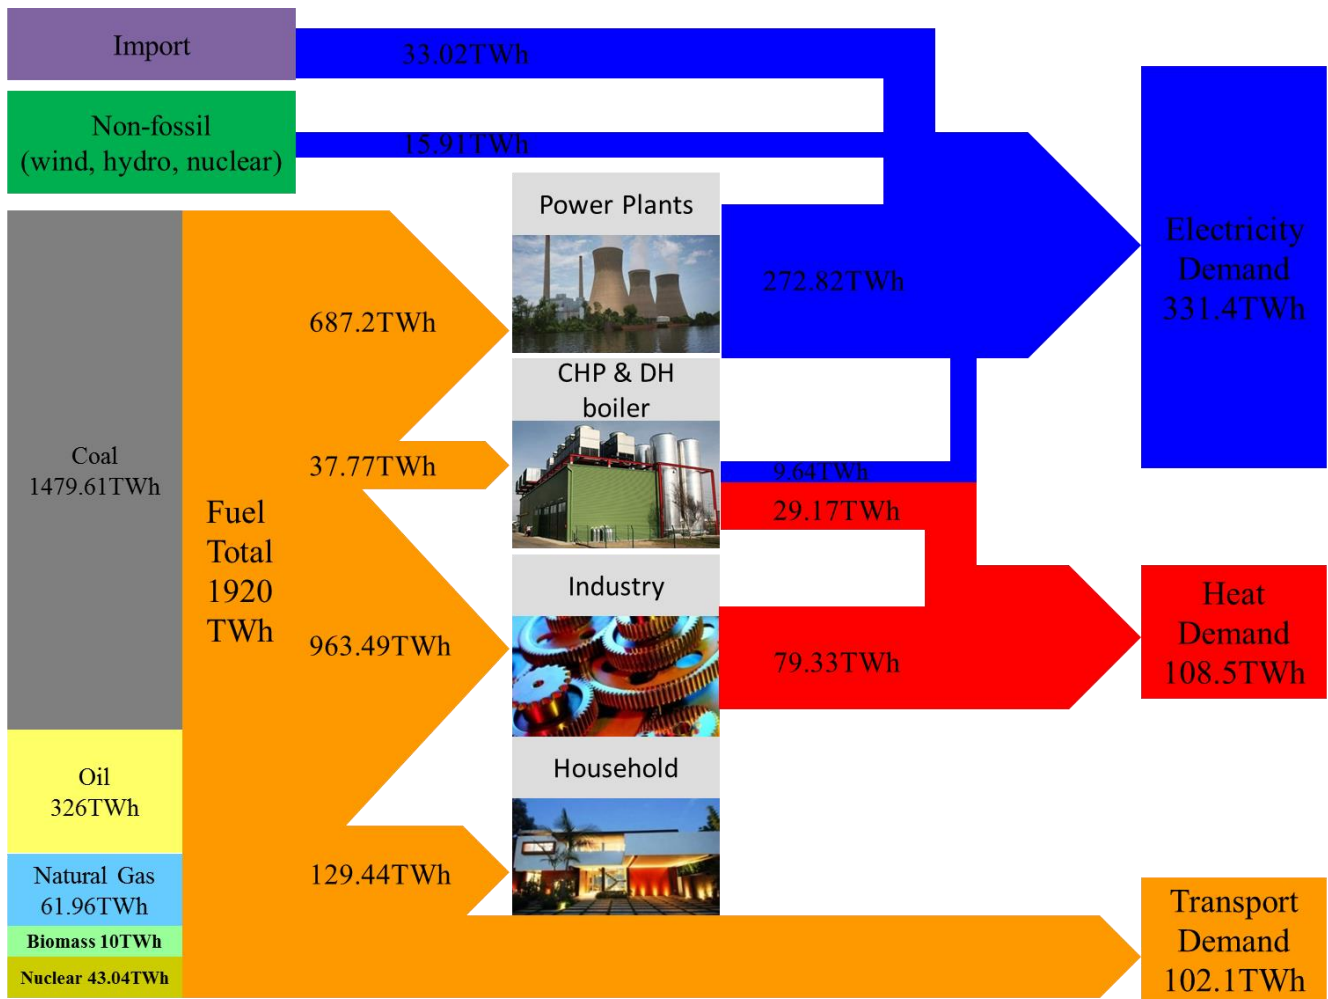 Import
33.02TWh
Non-fossil
(wind, hydro, nuclear)
15.91TWh
Power Plants
Electricity
Demand
331.4TWh
272.82TWh
687.2TWh
CHP & DH
boiler
Coal
1479.61TWh
37.77TWh
9.64TWh
29.17TWh
Fuel
Total
1920
TWh
Industry
963.49TWh
79.33TWh
Heat
Demand
108.5TWh
Oil
326TWh
Household
Natural Gas
61.96TWh
129.44TWh
Biomass 10TWh
Nuclear 43.04TWh
Transport
Demand
102.1TWh